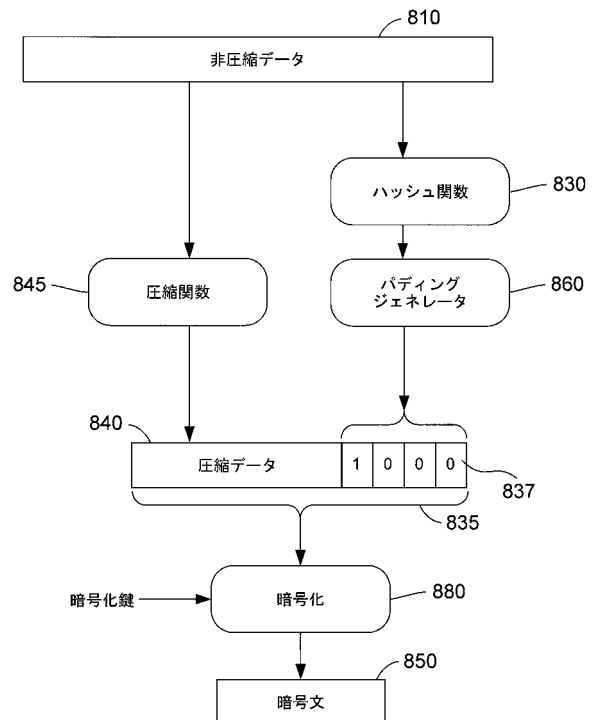 810
非圧縮データ
ハッシュ関数
830
845
圧縮関数
パディング
ジェネレータ
860
840
圧縮データ
1
0
0
0
837
835
暗号化鍵
暗号化
880
850
暗号文